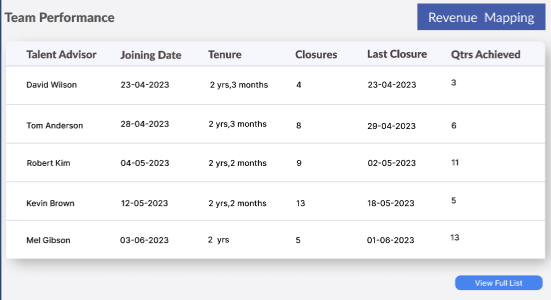 Team Performance
Revenue Mapping
Talent Advisor Joining Date Tenure Closures Last Closure Qtrs Achieved
David Wilson 23-04-2023 2 yrs,3 months 4 23-04-2023 3
Tom Anderson 28-04-2023 2 yrs,3 months 8 29-04-2023 6
Robert Kim 04-05-2023 2 yrs,2 months 9 02-05-2023 11
Kevin Brown 12-05-2023 2 yrs,2 months 13 18-05-2023 5
Mel Gibson 03-06-2023 2 yrs 5 01-06-2023 13
View Full List